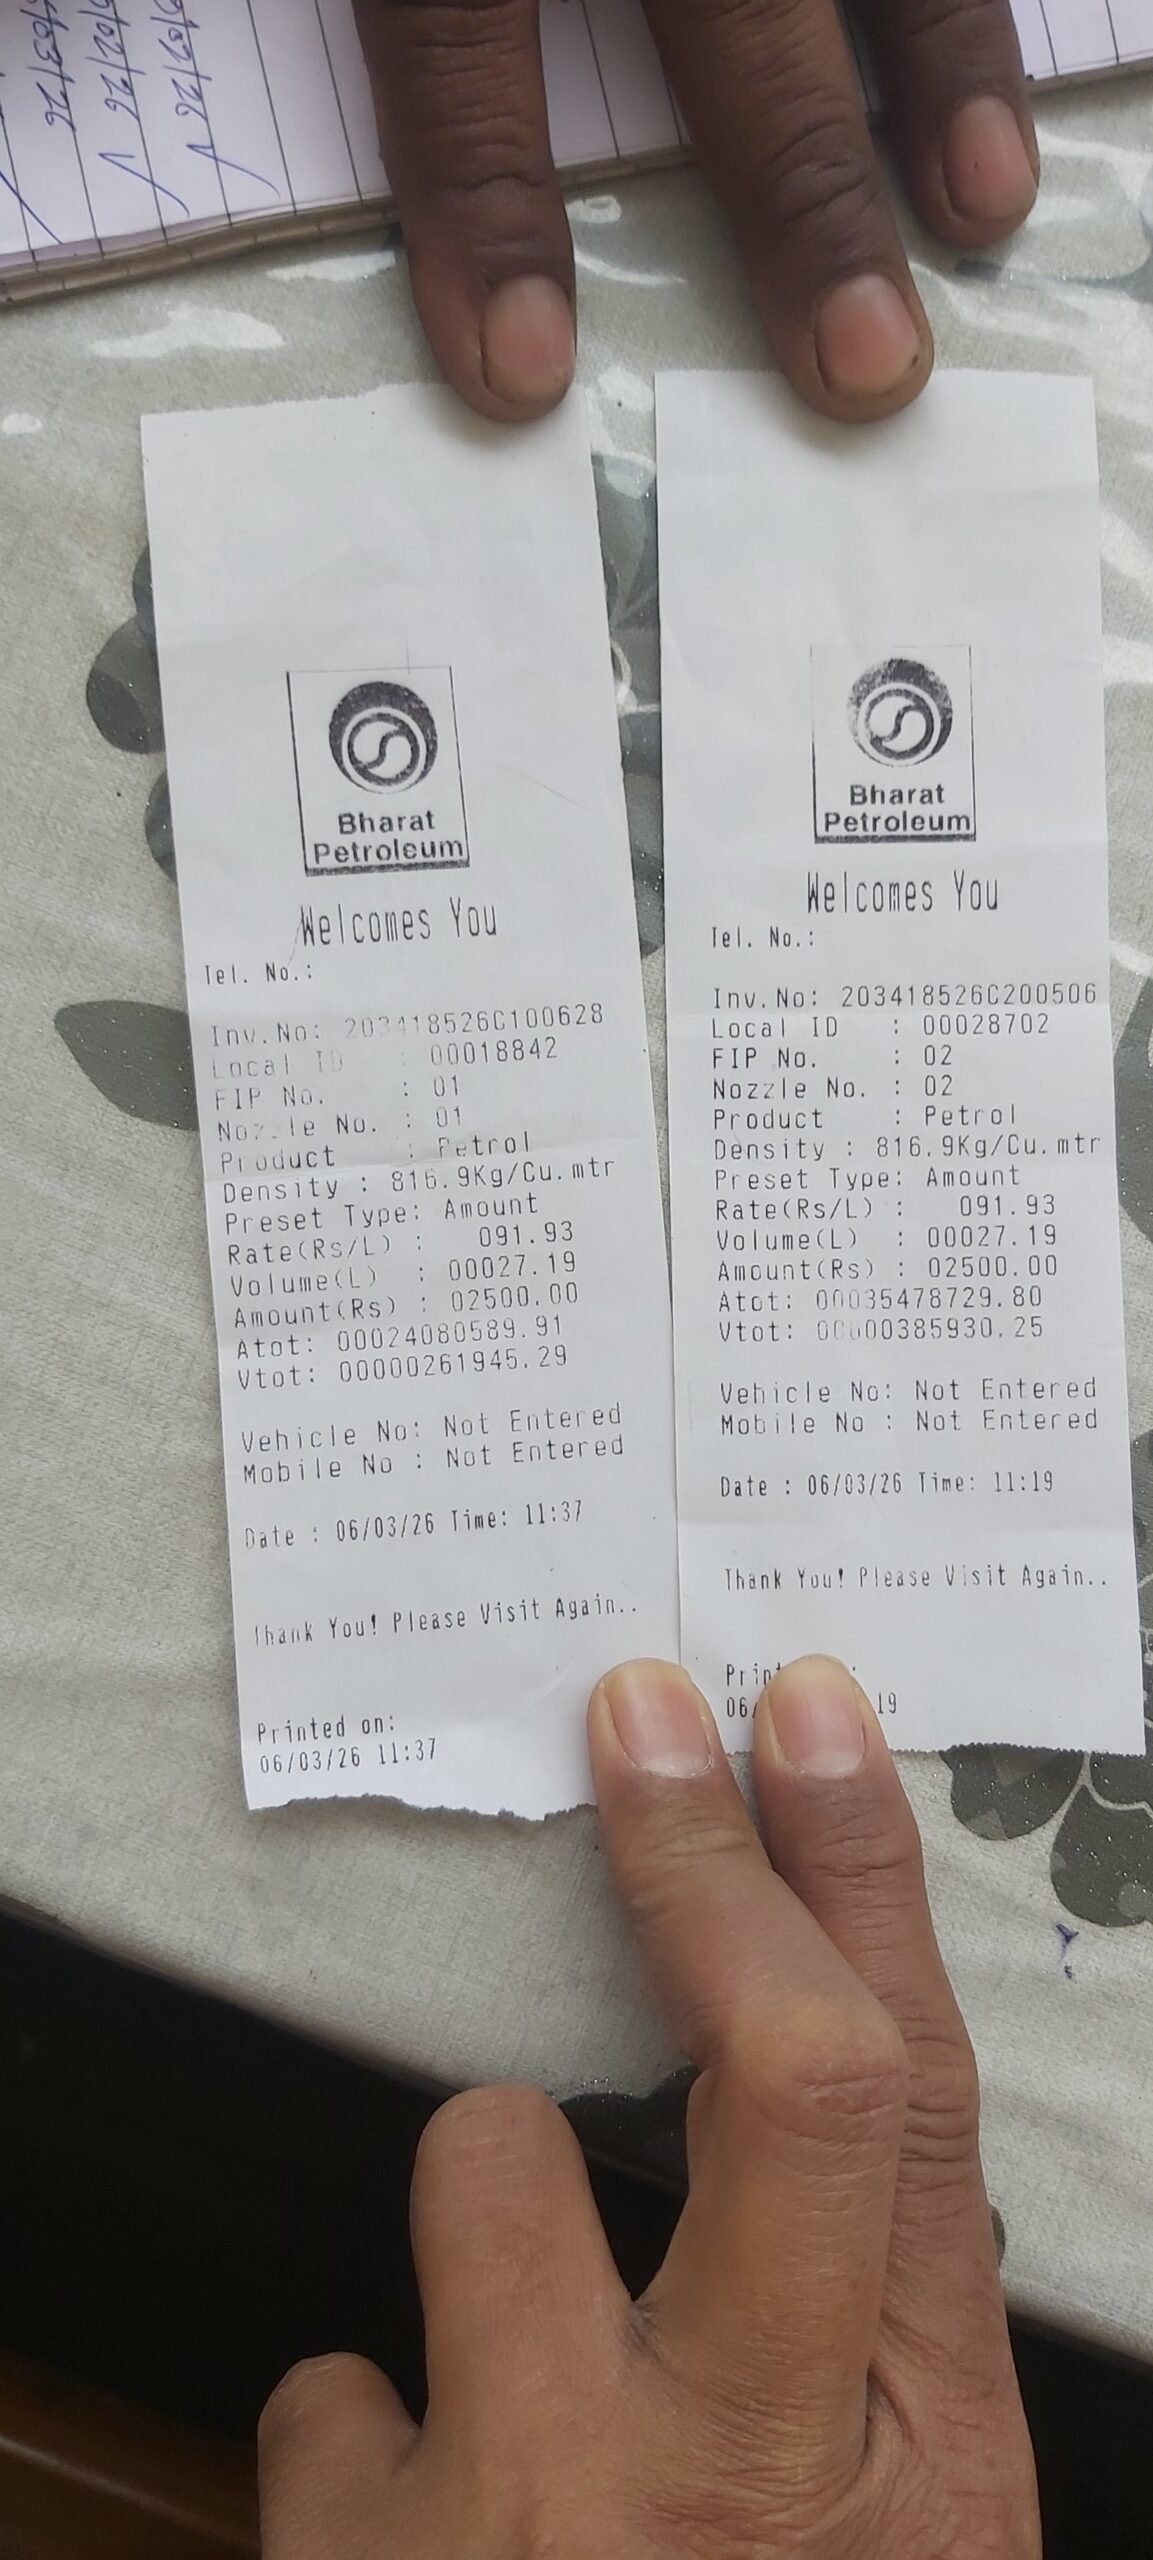 Bharat
Petroleum
Welcomes You
Tel. No.:
Inv.No: 203418526C100628
Local ID : 00018842
FIP No. : 01
Nozzle No. : 01
Product : Petrol
Density : 816.9Kg/Cu.mtr
Preset Type: Amount
Rate(Rs/L) : 091.93
Volume(L) : 00027.19
Amount(Rs) : 02500.00
Atot: 00024080589.91
Vtot: 00000261945.29
Vehicle No: Not Entered
Mobile No : Not Entered
Date : 06/03/26 Time: 11:37
Thank You! Please Visit Again..
Printed on:
06/03/26 11:37
Bharat
Petroleum
Welcomes You
Tel. No.:
Inv.No: 203418526C200506
Local ID : 00028702
FIP No. : 02
Nozzle No. : 02
Product : Petrol
Density : 816.9Kg/Cu.mtr
Preset Type: Amount
Rate(Rs/L) : 091.93
Volume(L) : 00027.19
Amount(Rs) : 02500.00
Atot: 00035478729.80
Vtot: 00000385930.25
Vehicle No: Not Entered
Mobile No : Not Entered
Date : 06/03/26 Time: 11:19
Thank You! Please Visit Again..